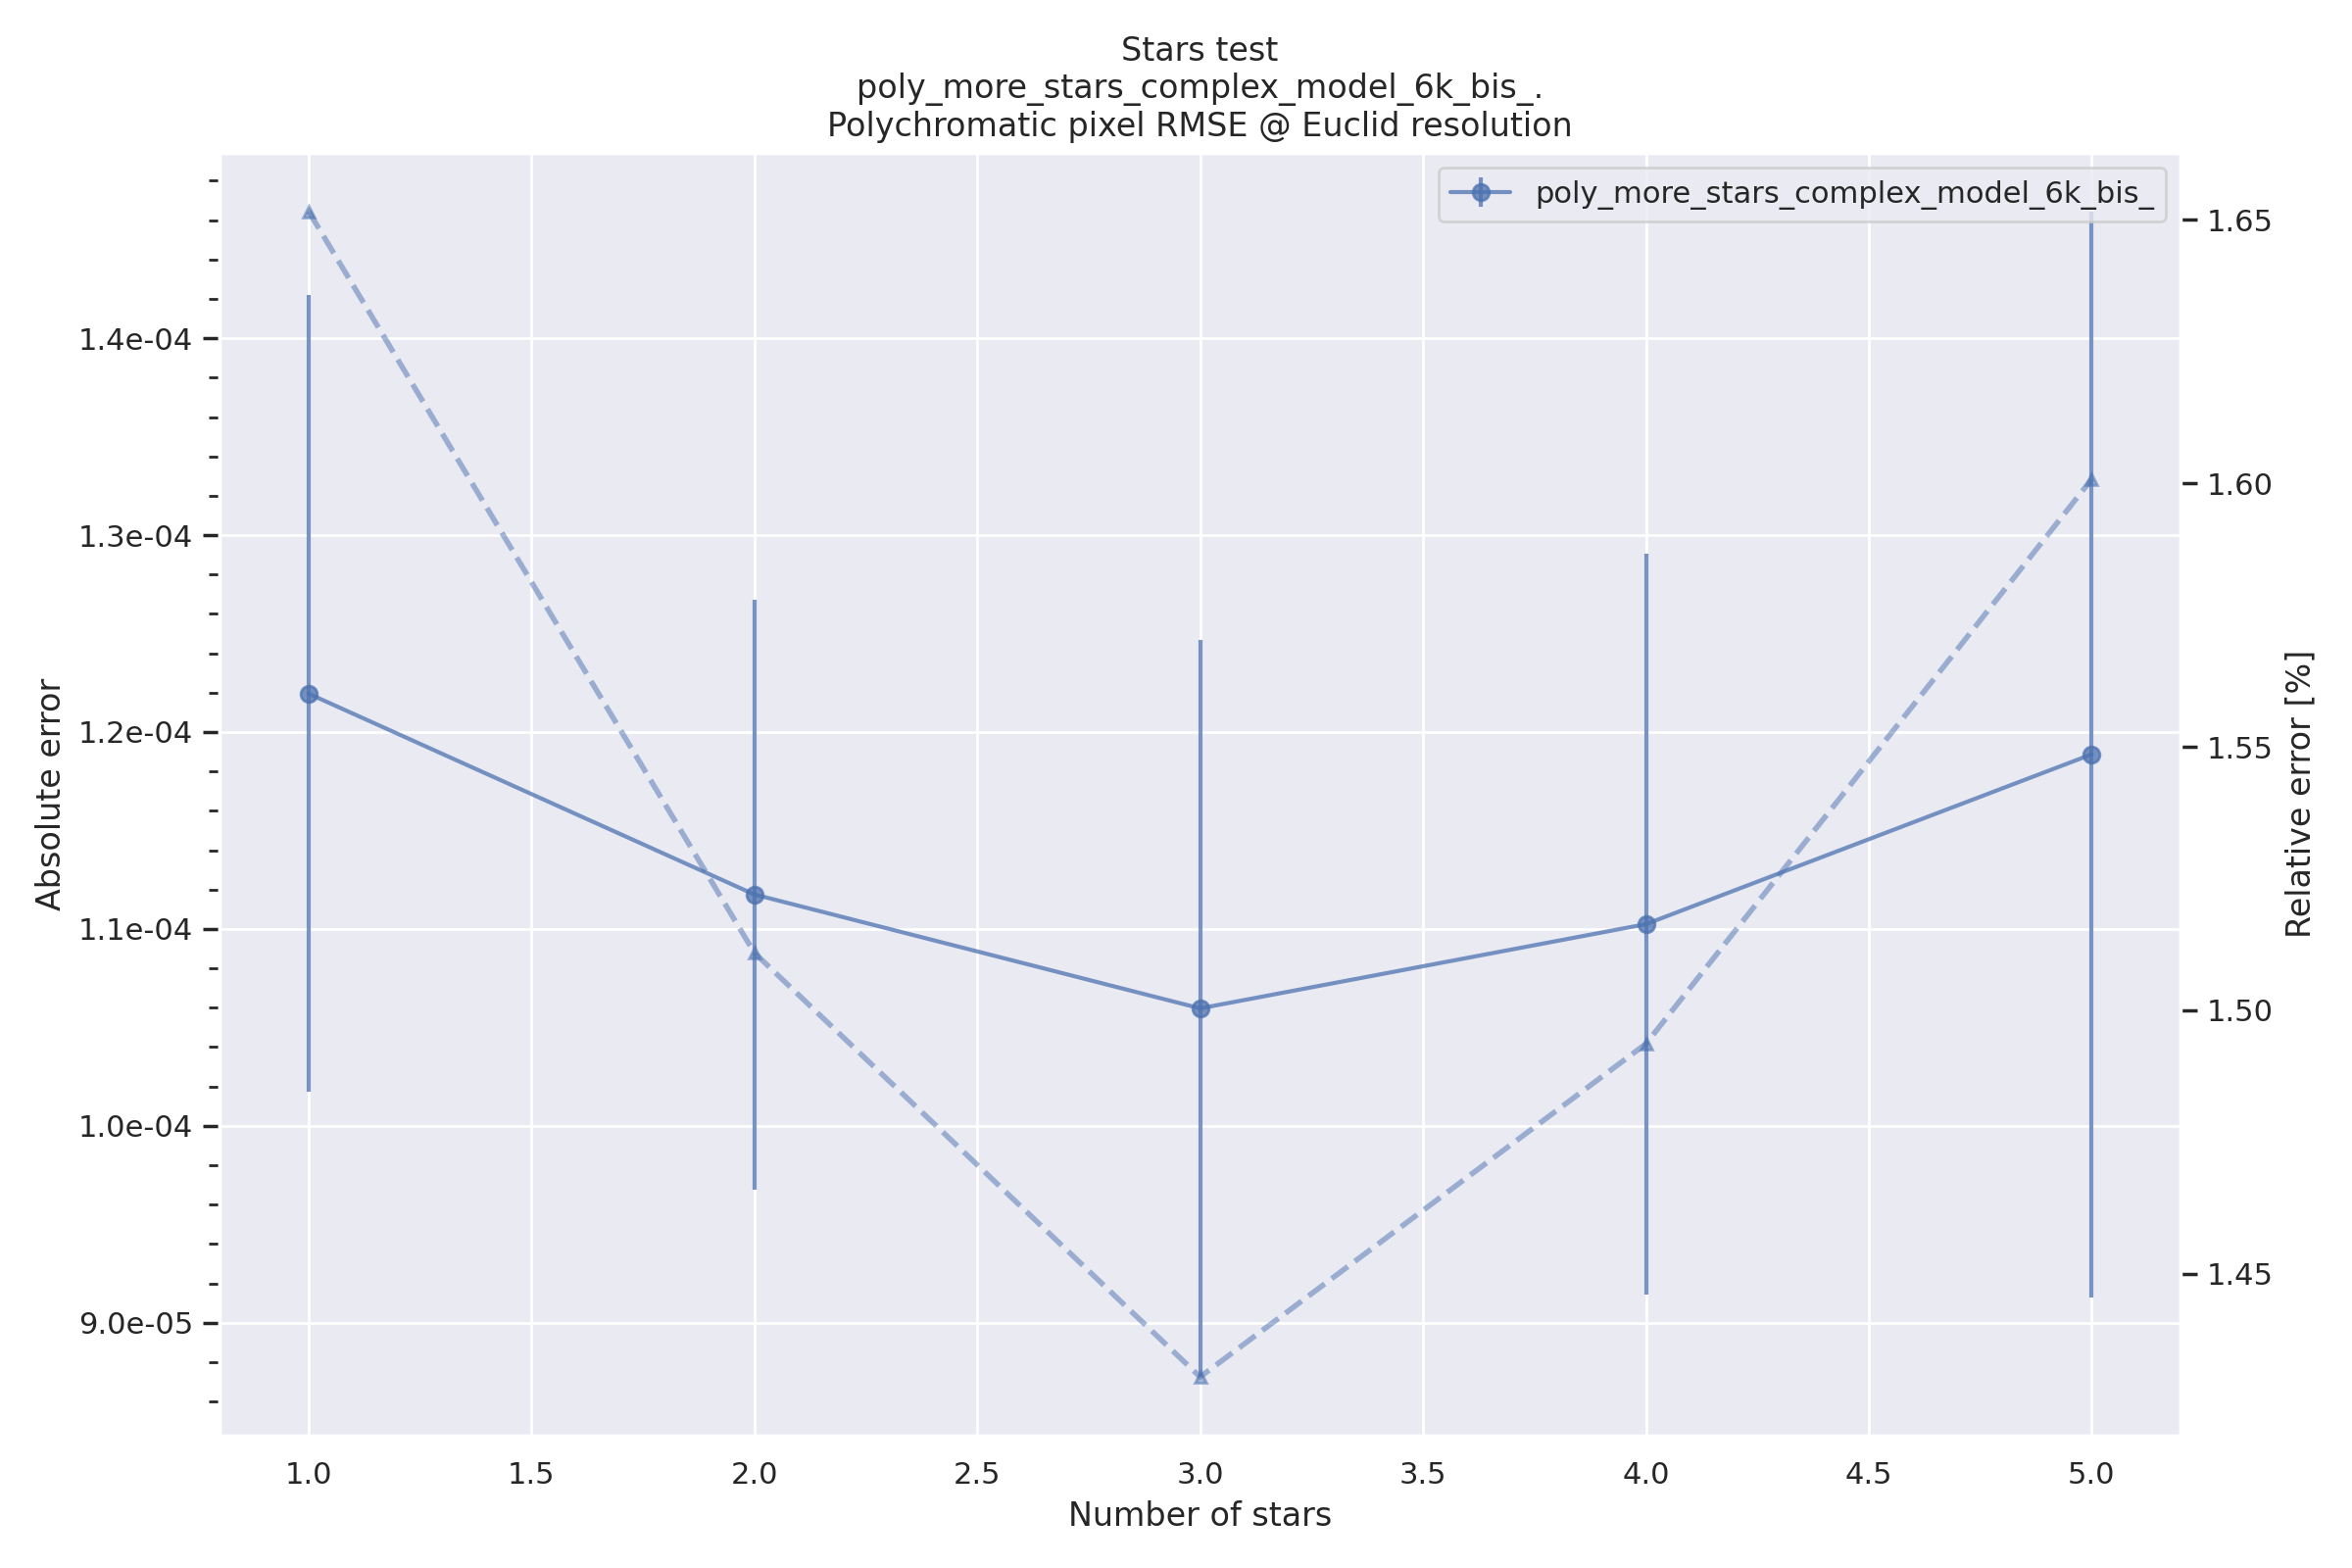 Stars test
poly_more_stars_complex_model_6k_bis_.
Polychromatic pixel RMSE @ Euclid resolution
poly_more_stars_complex_model_6k_bis_
Absolute error
1.4e-04
1.3e-04
1.2e-04
1.1e-04
1.0e-04
9.0e-05
1.65
1.60
1.55
1.50
1.45
Relative error [%]
1.0 1.5 2.0 2.5 3.0 3.5 4.0 4.5 5.0
Number of stars